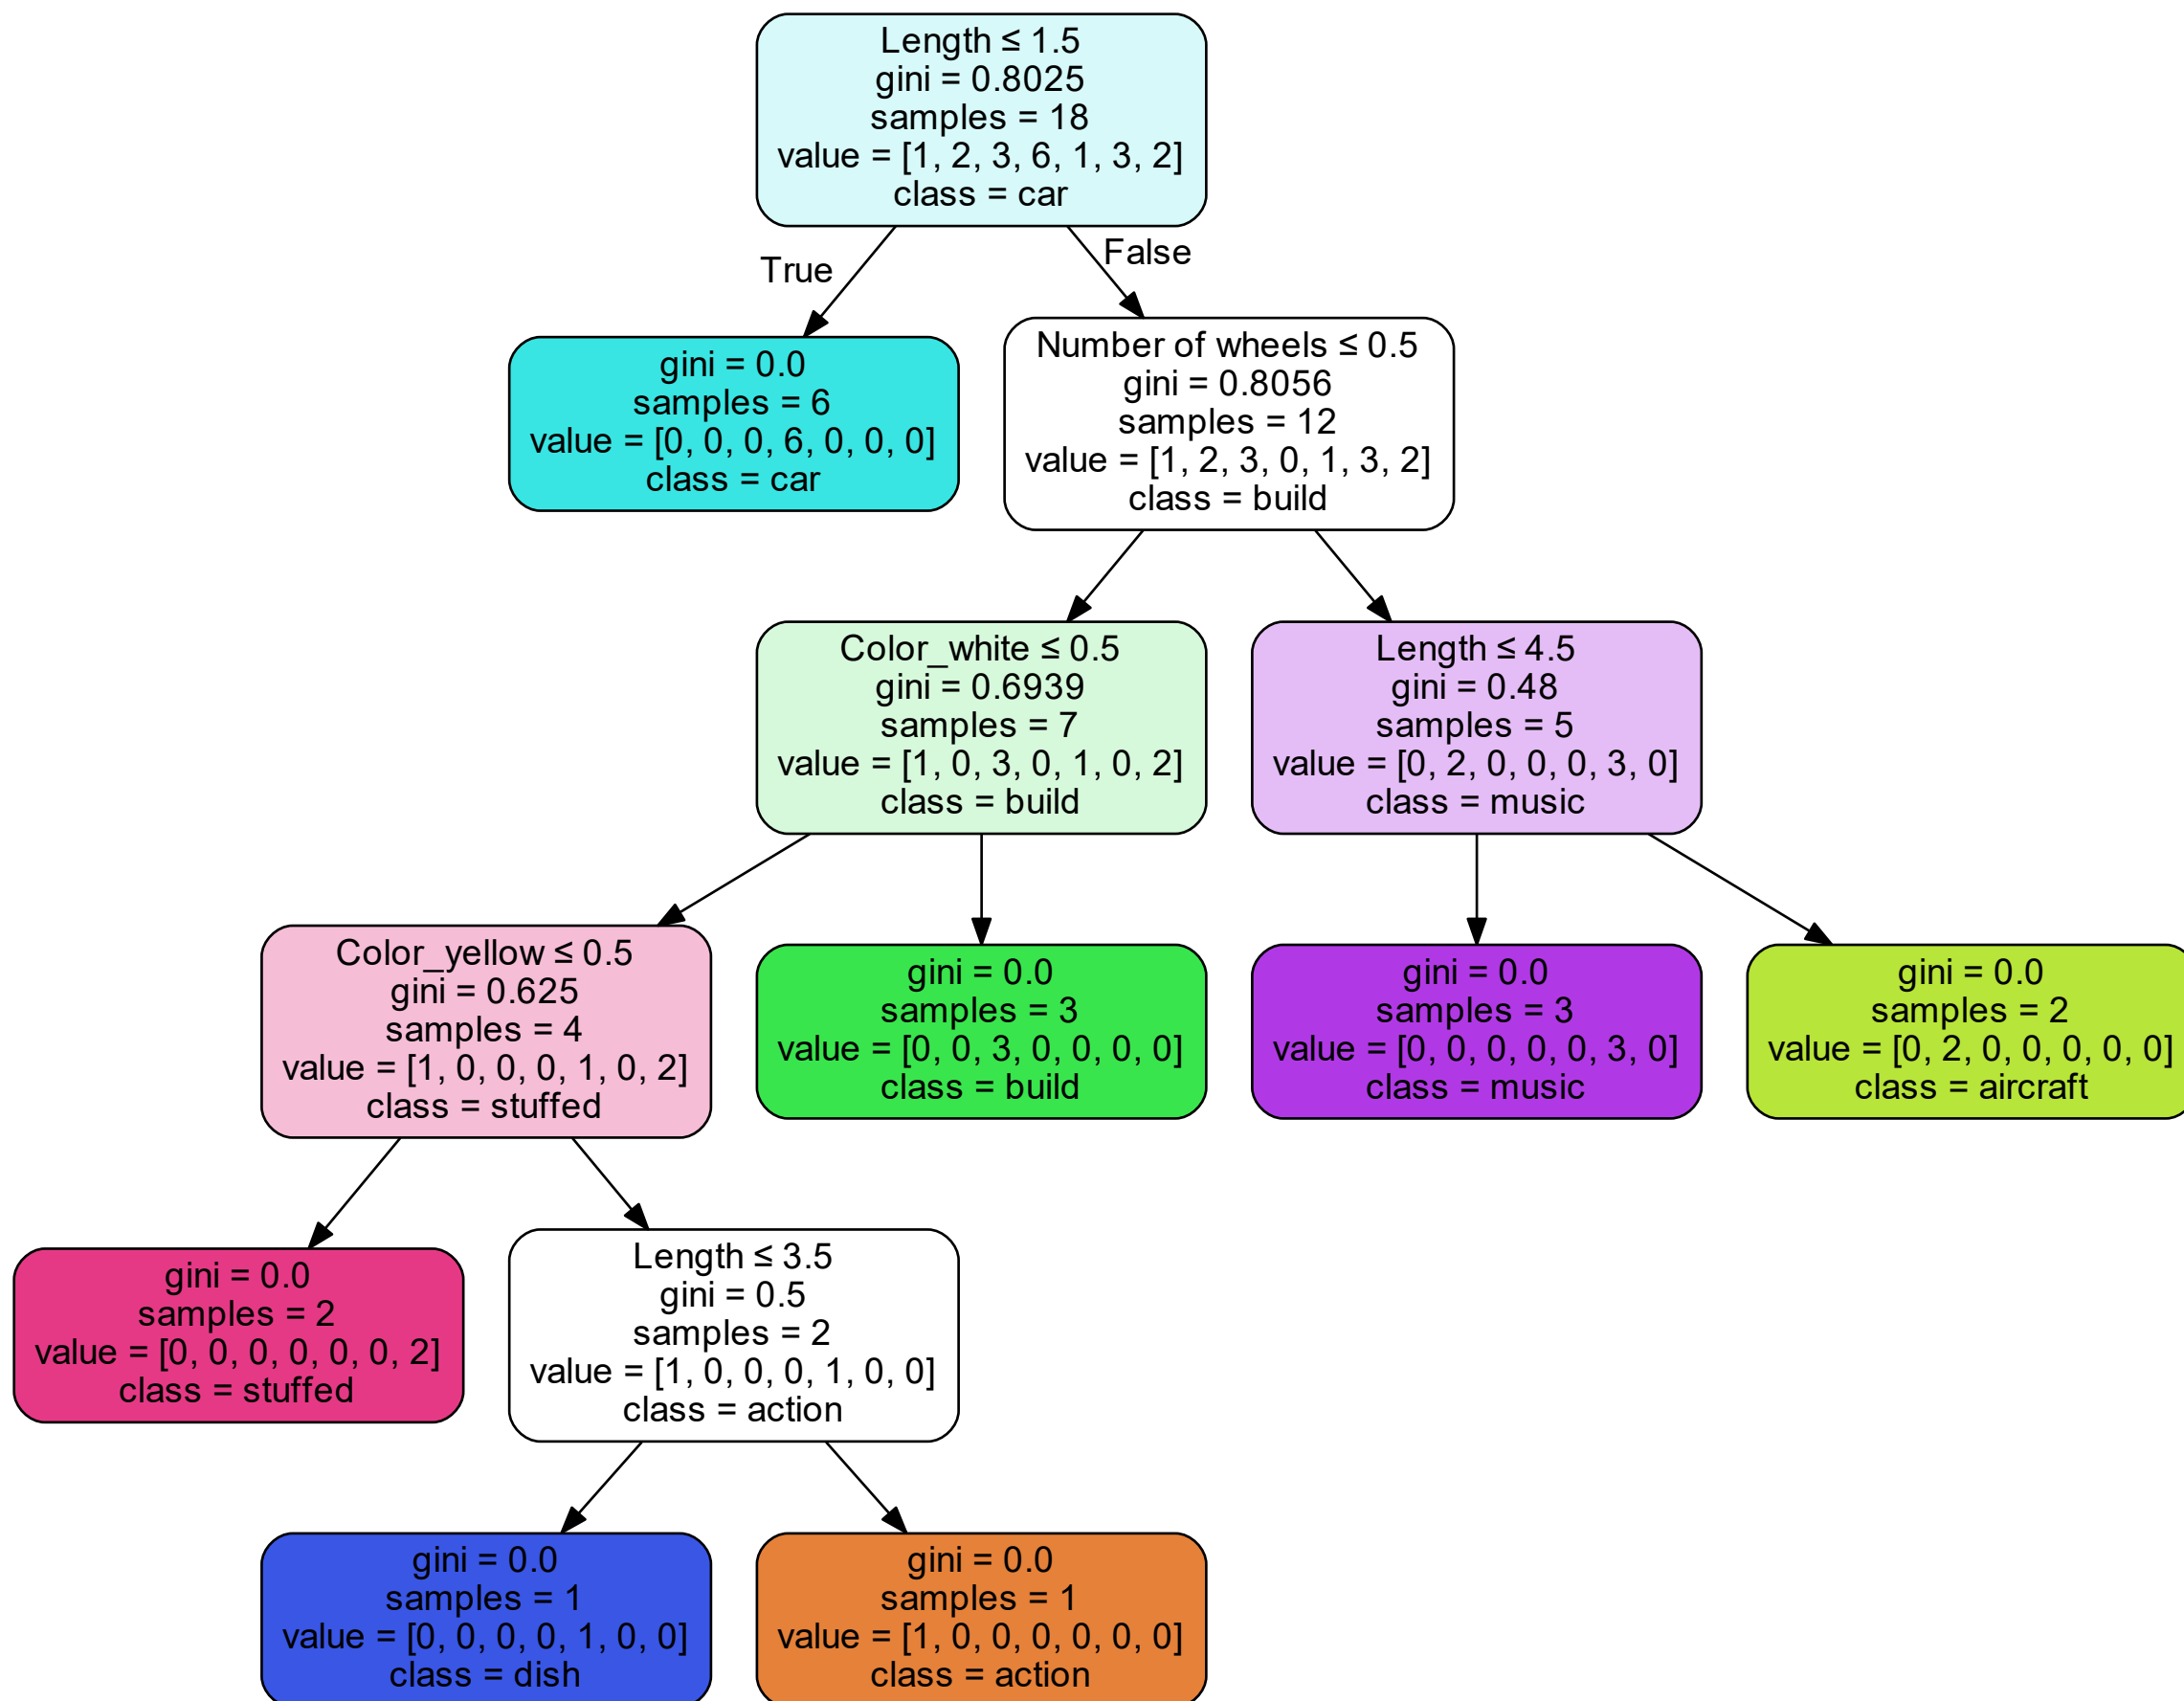 Length ≤ 1.5
gini = 0.8025
samples = 18
value = [1, 2, 3, 6, 1, 3, 2]
class = car
True
False
gini = 0.0
samples = 6
value = [0, 0, 0, 6, 0, 0, 0]
class = car
Number of wheels ≤ 0.5
gini = 0.8056
samples = 12
value = [1, 2, 3, 0, 1, 3, 2]
class = build
Color_white ≤ 0.5
gini = 0.6939
samples = 7
value = [1, 0, 3, 0, 1, 0, 2]
class = build
Length ≤ 4.5
gini = 0.48
samples = 5
value = [0, 2, 0, 0, 0, 3, 0]
class = music
Color_yellow ≤ 0.5
gini = 0.625
samples = 4
value = [1, 0, 0, 0, 1, 0, 2]
class = stuffed
gini = 0.0
samples = 3
value = [0, 0, 3, 0, 0, 0, 0]
class = build
gini = 0.0
samples = 3
value = [0, 0, 0, 0, 0, 3, 0]
class = music
gini = 0.0
samples = 2
value = [0, 2, 0, 0, 0, 0, 0]
class = aircraft
gini = 0.0
samples = 2
value = [0, 0, 0, 0, 0, 0, 2]
class = stuffed
Length ≤ 3.5
gini = 0.5
samples = 2
value = [1, 0, 0, 0, 1, 0, 0]
class = action
gini = 0.0
samples = 1
value = [0, 0, 0, 0, 1, 0, 0]
class = dish
gini = 0.0
samples = 1
value = [1, 0, 0, 0, 0, 0, 0]
class = action